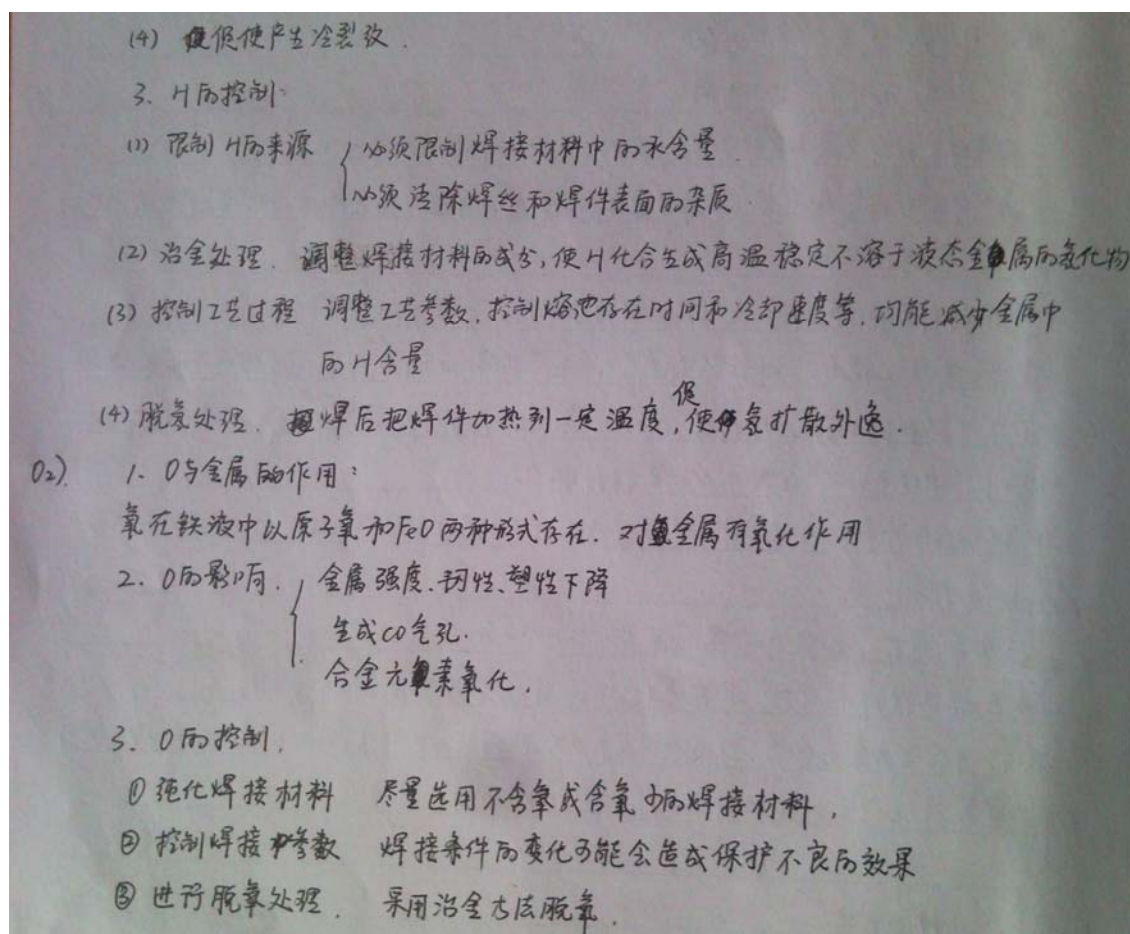 (4) 促使产生冷裂纹.
3. H的控制:
(1) 限制H的来源 { 必须限制焊接材料中的水含量.
必须清除焊丝和焊件表面的杂质.
(2) 冶金处理. 调整焊接材料的成分,使H化合生成高温稳定不溶于液态金属的氢化物
(3) 控制工艺过程 调整工艺参数,控制熔池存在时间和冷却速度等,均能减少金属中
的H含量
(4) 脱氢处理. 焊后把焊件加热到一定温度,促使氢扩散外逸.
O2). 1. O与金属的作用:
氧在铁液中以原子氧和FeO两种形式存在. 对金属有氧化作用
2. O的影响. { 金属强度、韧性、塑性下降
生成CO气孔.
合金元素氧化.
3. O的控制.
① 纯化焊接材料 尽量选用不含氧或含氧少的焊接材料,
② 控制焊接参数 焊接条件的变化可能会造成保护不良的效果
③ 进行脱氧处理. 采用冶金方法脱氧.